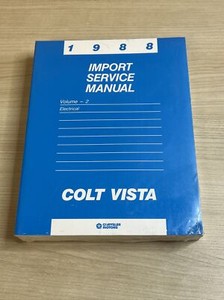 1988
IMPORT
SERVICE
MANUAL
Volume - 2
Electrical
COLT VISTA
CHRYSLER
MOTORS